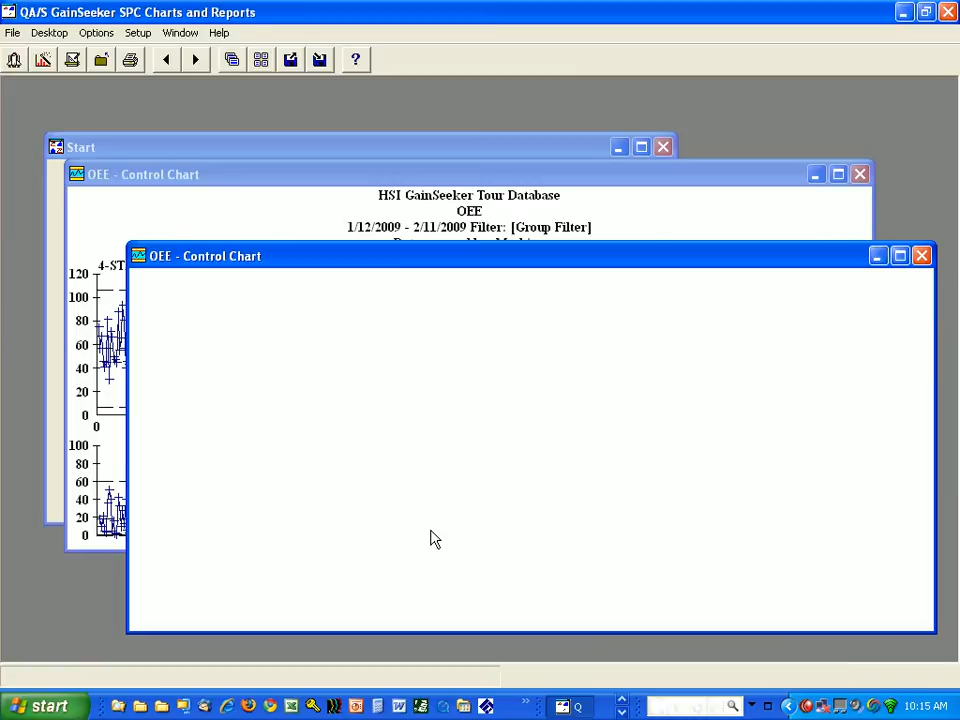 QA/S GainSeeker SPC Charts and Reports
File Desktop Options Setup Window Help
?
Start
OEE - Control Chart
HSI GainSeeker Tour Database
OEE
1/12/2009 - 2/11/2009 Filter: [Group Filter]
OEE - Control Chart
4-ST
120
100
80
60
40
20
0
0
100
80
60
40
20
0
start
Q
10:15 AM